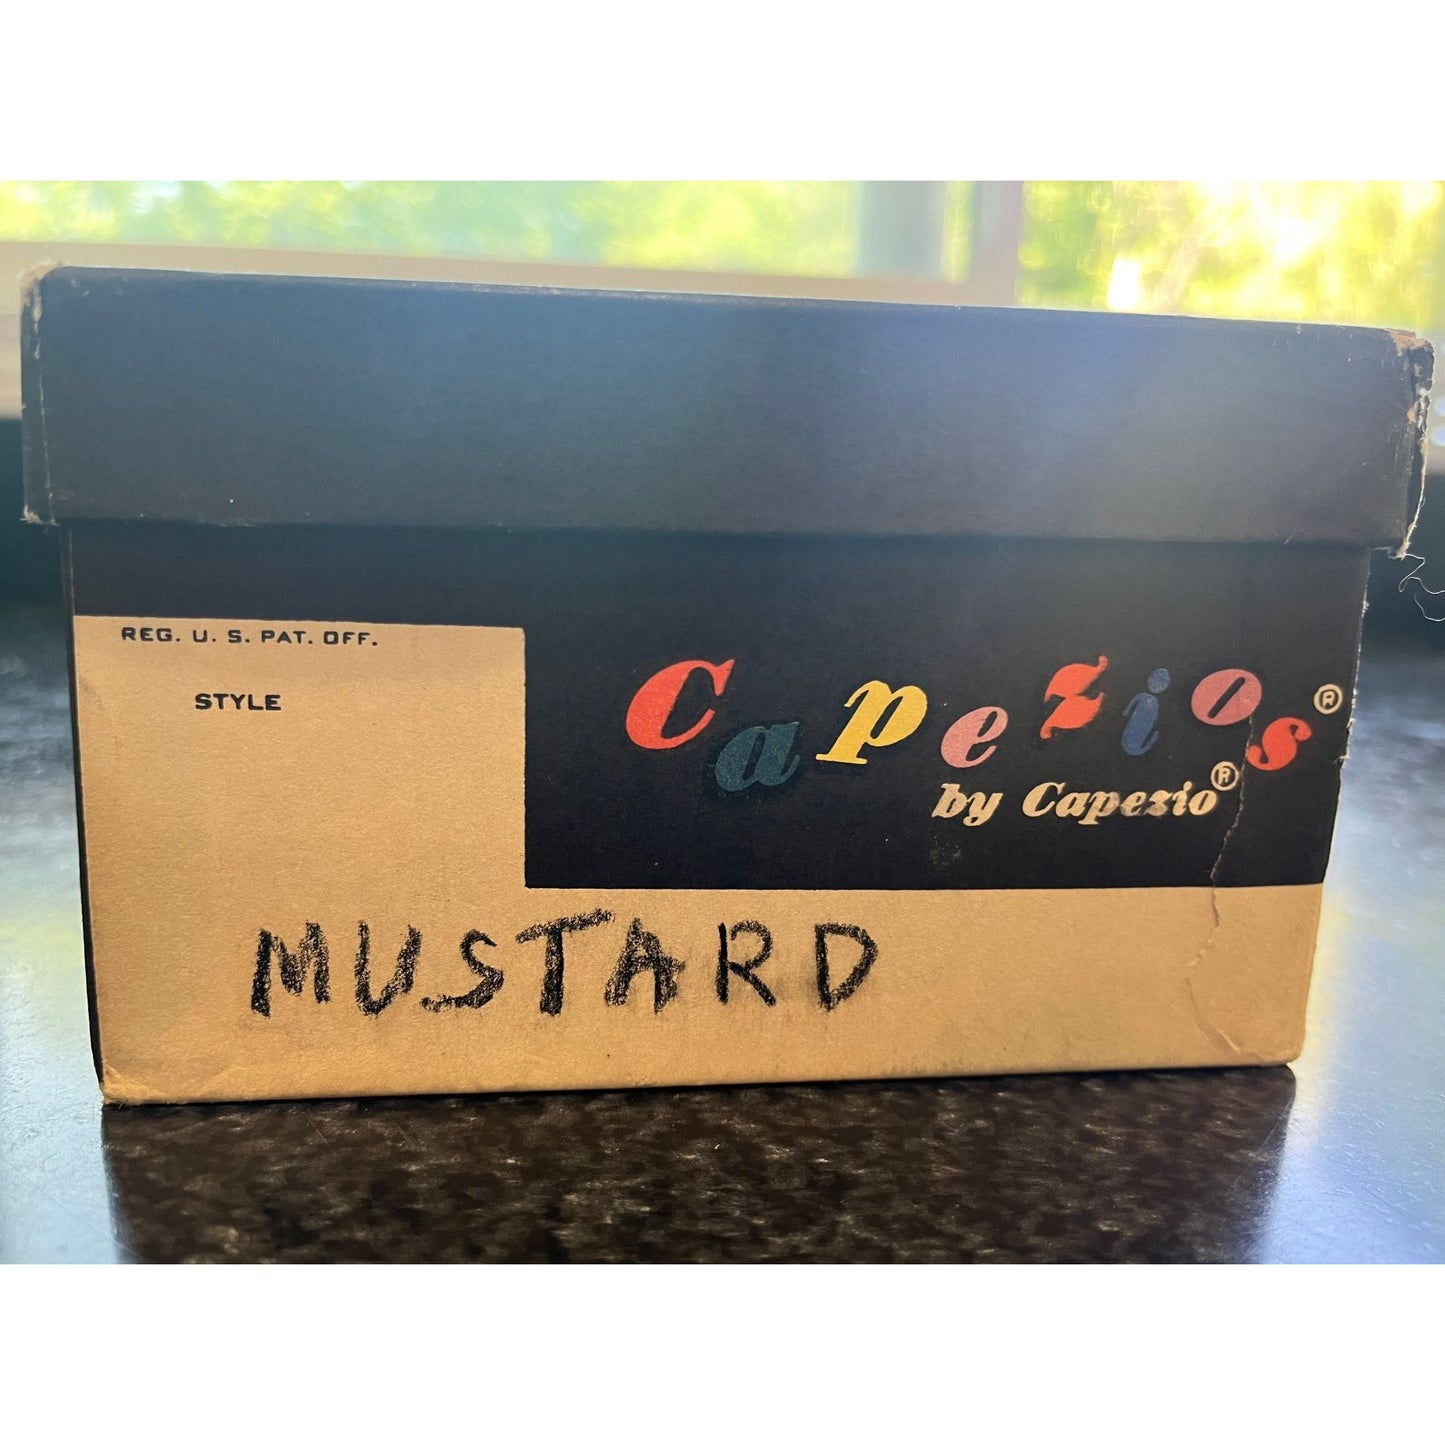 REG. U. S. PAT. OFF.
STYLE
Capezios®
by Capezio®
MUSTARD